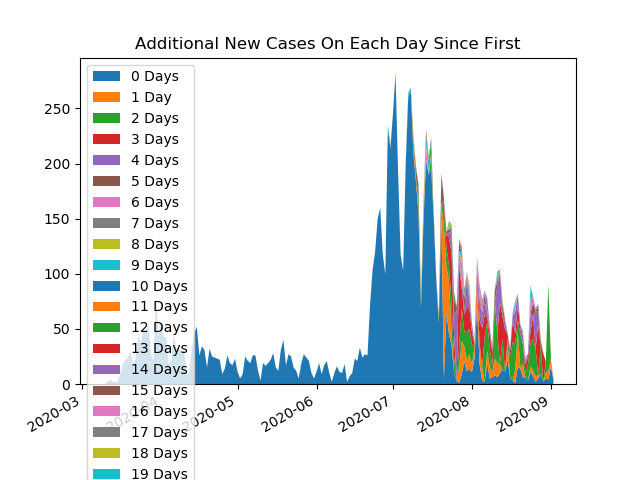 Additional New Cases On Each Day Since First
250
200
150
100
50
0
0 Days
1 Day
2 Days
3 Days
4 Days
5 Days
6 Days
7 Days
8 Days
9 Days
10 Days
11 Days
12 Days
13 Days
14 Days
15 Days
16 Days
17 Days
18 Days
19 Days
2020-03
2020-04
2020-05
2020-06
2020-07
2020-08
2020-09